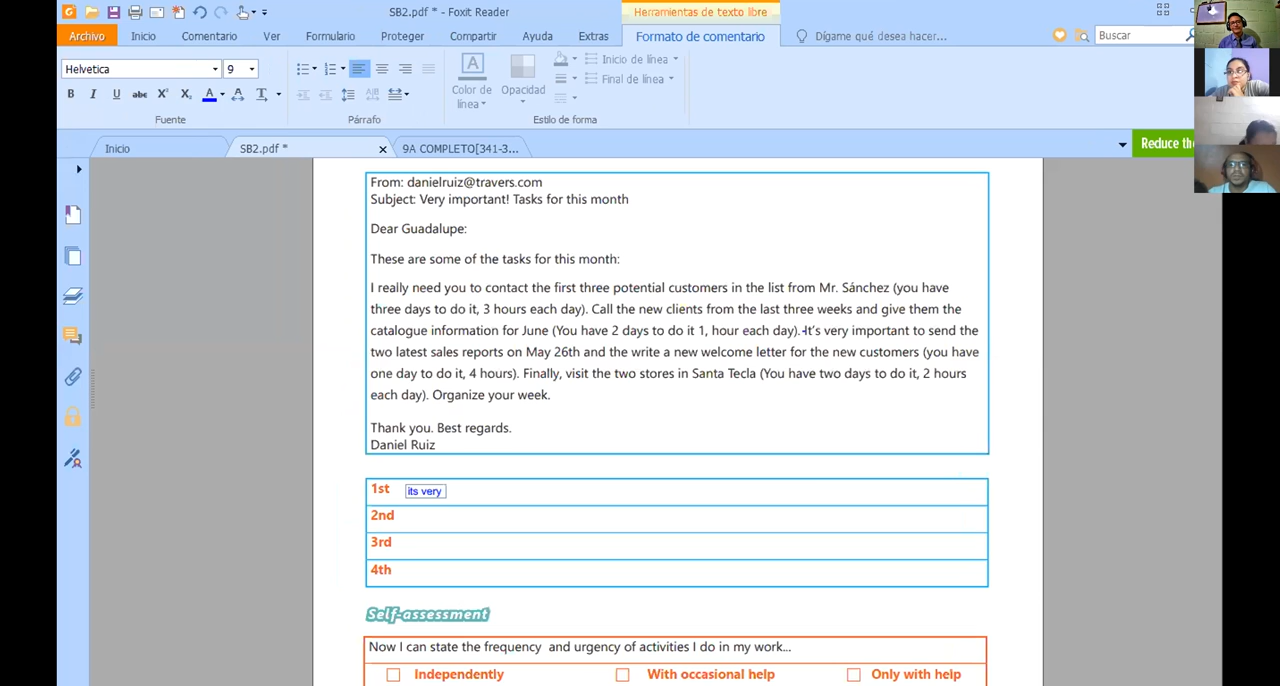 SB2.pdf * - Foxit Reader
Herramientas de texto libre
Archivo
Inicio
Comentario
Ver
Formulario
Proteger
Compartir
Ayuda
Extras
Formato de comentario
Dígame qué desea hacer...
Buscar
Helvetica
9
Color de línea
Opacidad
Inicio de línea
Final de línea
Fuente
Párrafo
Estilo de forma
Inicio
SB2.pdf *
9A COMPLETO[341-3...
Reduce the
From: danielruiz@travers.com
Subject: Very important! Tasks for this month
Dear Guadalupe:
These are some of the tasks for this month:
I really need you to contact the first three potential customers in the list from Mr. Sánchez (you have
three days to do it, 3 hours each day). Call the new clients from the last three weeks and give them the
catalogue information for June (You have 2 days to do it 1, hour each day). It's very important to send the
two latest sales reports on May 26th and the write a new welcome letter for the new customers (you have
one day to do it, 4 hours). Finally, visit the two stores in Santa Tecla (You have two days to do it, 2 hours
each day). Organize your week.
Thank you. Best regards.
Daniel Ruiz
1st its very
2nd
3rd
4th
Self-assessment
Now I can state the frequency and urgency of activities I do in my work...
Independently
With occasional help
Only with help